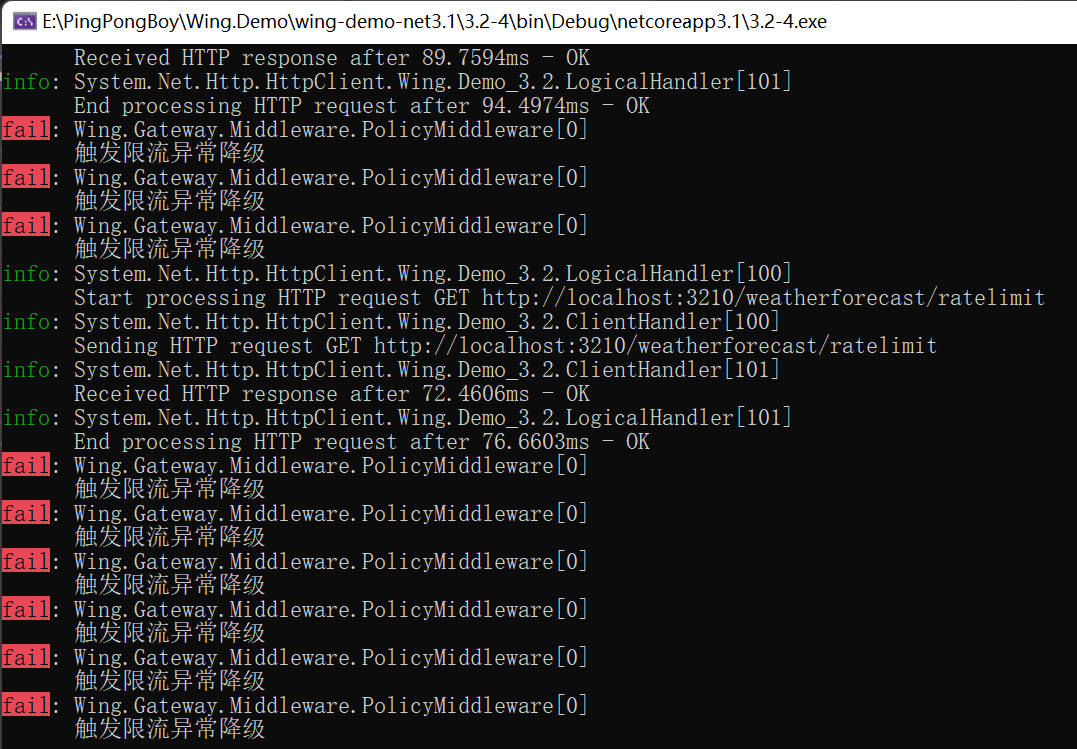 E:\PingPongBoy\Wing.Demo\wing-demo-net3.1\3.2-4\bin\Debug\netcoreapp3.1\3.2-4.exe
Received HTTP response after 89.7594ms - OK
info: System.Net.Http.HttpClient.Wing.Demo_3.2.LogicalHandler[101]
End processing HTTP request after 94.4974ms - OK
fail: Wing.Gateway.Middleware.PolicyMiddleware[0]
触发限流异常降级
fail: Wing.Gateway.Middleware.PolicyMiddleware[0]
触发限流异常降级
fail: Wing.Gateway.Middleware.PolicyMiddleware[0]
触发限流异常降级
info: System.Net.Http.HttpClient.Wing.Demo_3.2.LogicalHandler[100]
Start processing HTTP request GET http://localhost:3210/weatherforecast/ratelimit
info: System.Net.Http.HttpClient.Wing.Demo_3.2.ClientHandler[100]
Sending HTTP request GET http://localhost:3210/weatherforecast/ratelimit
info: System.Net.Http.HttpClient.Wing.Demo_3.2.ClientHandler[101]
Received HTTP response after 72.4606ms - OK
info: System.Net.Http.HttpClient.Wing.Demo_3.2.LogicalHandler[101]
End processing HTTP request after 76.6603ms - OK
fail: Wing.Gateway.Middleware.PolicyMiddleware[0]
触发限流异常降级
fail: Wing.Gateway.Middleware.PolicyMiddleware[0]
触发限流异常降级
fail: Wing.Gateway.Middleware.PolicyMiddleware[0]
触发限流异常降级
fail: Wing.Gateway.Middleware.PolicyMiddleware[0]
触发限流异常降级
fail: Wing.Gateway.Middleware.PolicyMiddleware[0]
触发限流异常降级
fail: Wing.Gateway.Middleware.PolicyMiddleware[0]
触发限流异常降级